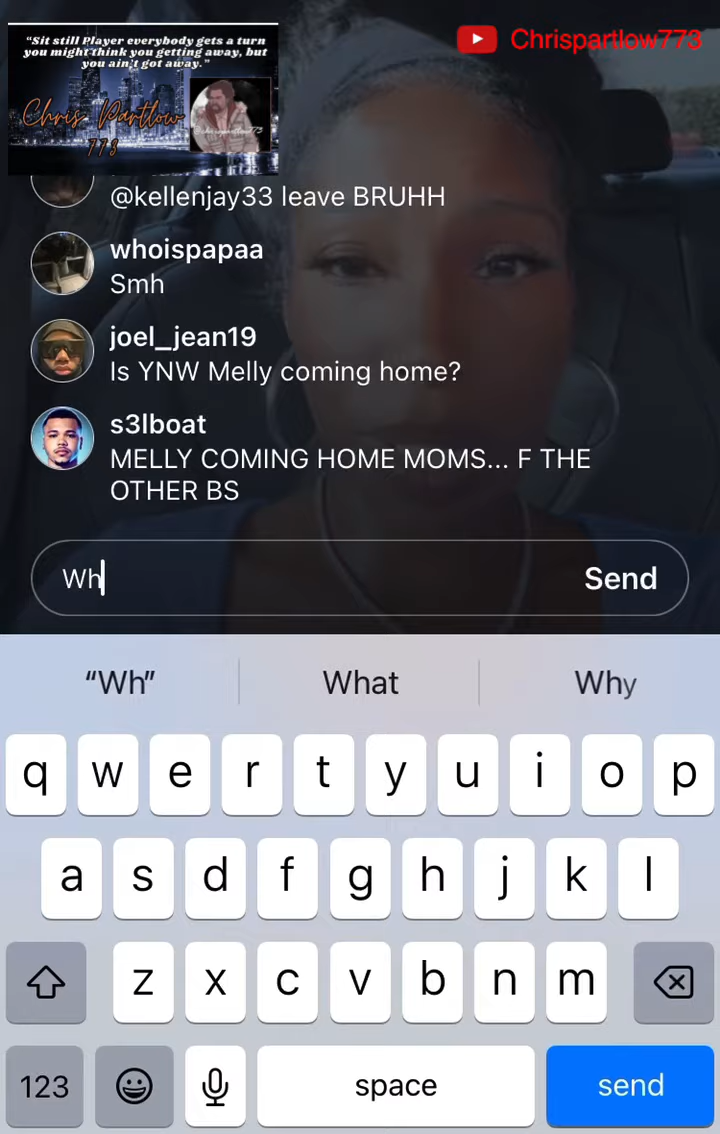 "Sit still Player everybody gets a turn
you might think you getting away, but
you ain't got away."
Chris Partlow
773
Chrispartlow773
@kellenjay33 leave BRUHH
whoispapaa
Smh
joel_jean19
Is YNW Melly coming home?
s3lboat
MELLY COMING HOME MOMS... F THE
OTHER BS
Wh
Send
“Wh”
What
Why
q w e r t y u i o p
a s d f g h j k l
z x c v b n m
123
space
send